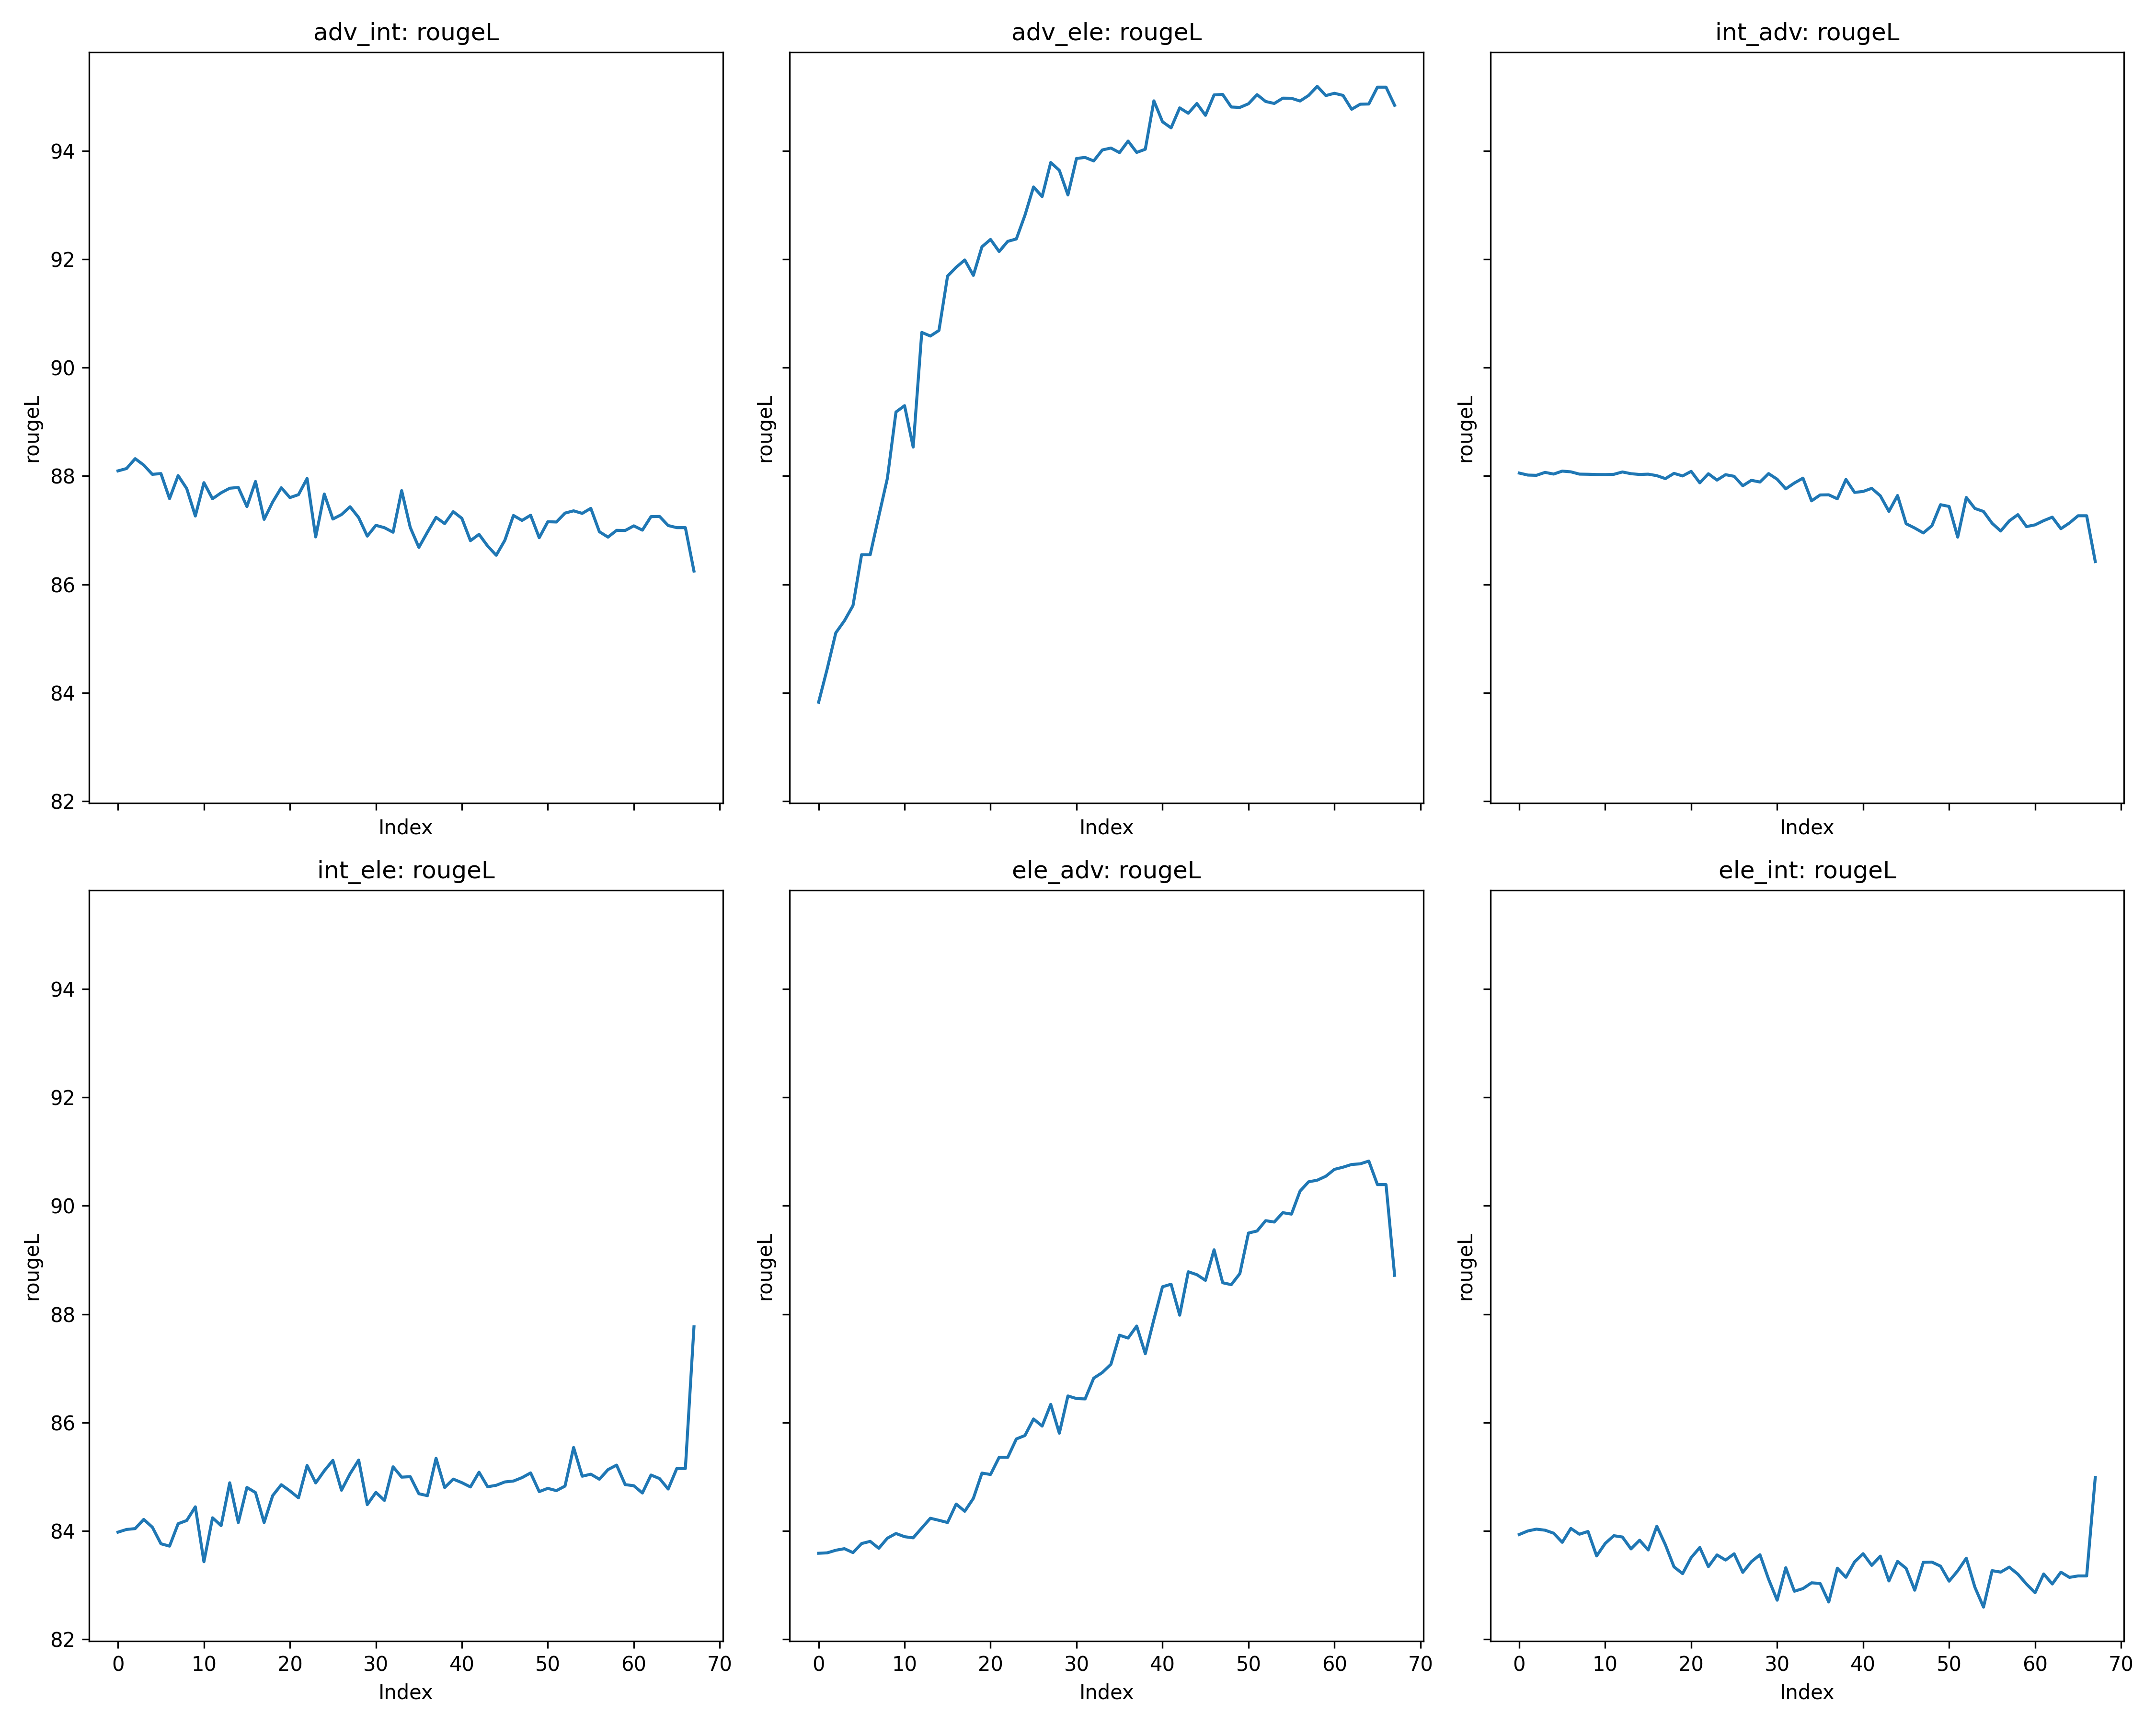 adv_int: rougeL
adv_ele: rougeL
int_adv: rougeL
94
92
90
88
86
84
82
rougeL
rougeL
rougeL
Index
Index
Index
int_ele: rougeL
ele_adv: rougeL
ele_int: rougeL
94
92
90
88
86
84
82
rougeL
rougeL
rougeL
0 10 20 30 40 50 60 70
0 10 20 30 40 50 60 70
0 10 20 30 40 50 60 70
Index
Index
Index